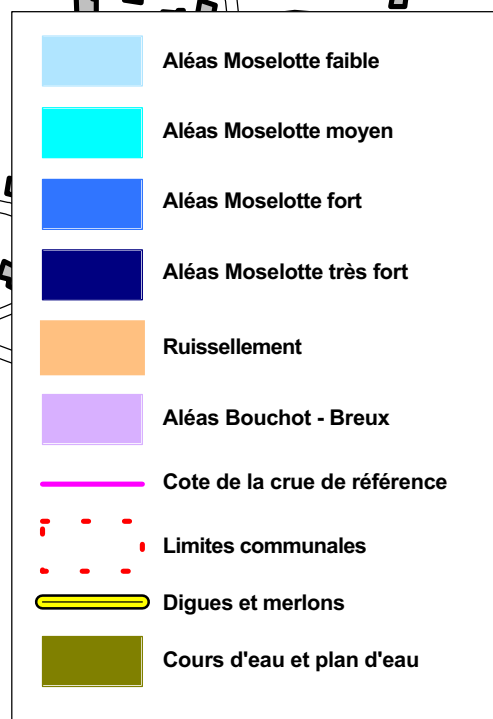 Aléas Moselotte faible
Aléas Moselotte moyen
Aléas Moselotte fort
Aléas Moselotte très fort
Ruissellement
Aléas Bouchot - Breux
Cote de la crue de référence
Limites communales
Digues et merlons
Cours d'eau et plan d'eau